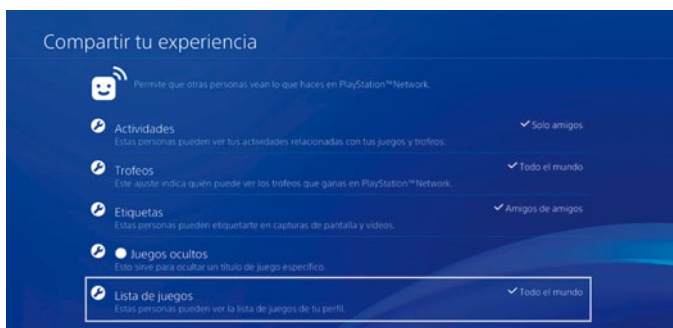 Compartir tu experiencia
Permite que otras personas vean lo que haces en PlayStation™Network.
Actividades
✓ Solo amigos
Estas personas pueden ver tus actividades relacionadas con tus juegos y trofeos:
Trofeos
✓ Todo el mundo
Este ajuste indica quién puede ver los trofeos que ganas en PlayStation™Network.
Etiquetas
✓ Amigos de amigos
Estas personas pueden etiquetarte en capturas de pantalla y vídeos.
Juegos ocultos
Esto sirve para ocultar un título de juego específico.
Lista de juegos
✓ Todo el mundo
Estas personas pueden ver la lista de juegos de tu perfil.